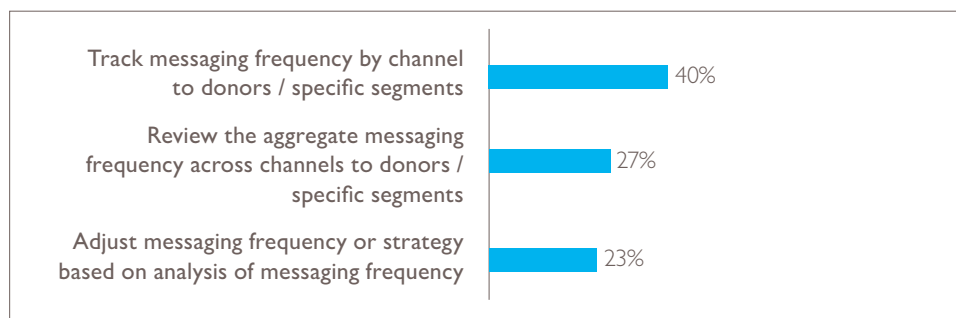 Track messaging frequency by channel
to donors / specific segments
40%
Review the aggregate messaging
frequency across channels to donors /
specific segments
27%
Adjust messaging frequency or strategy
based on analysis of messaging frequency
23%